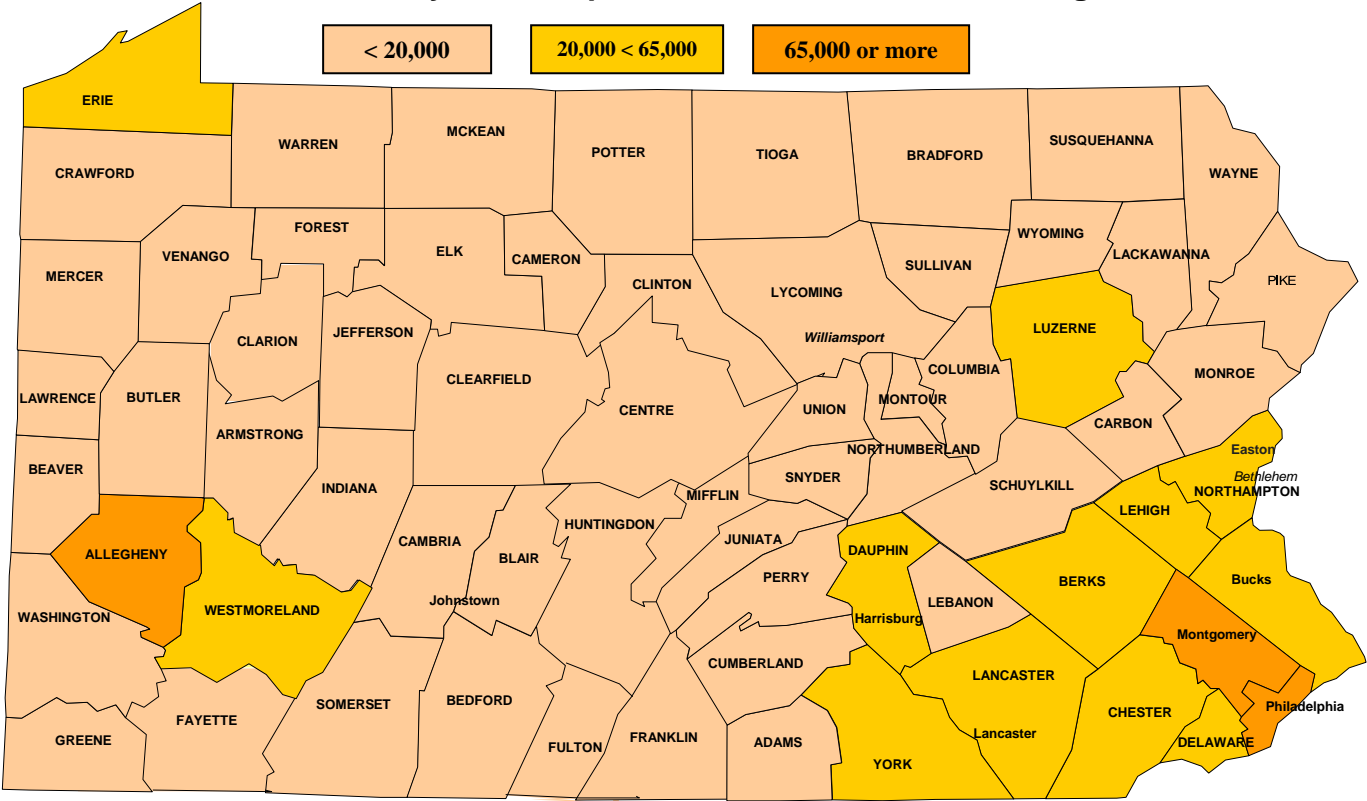 < 20,000
20,000 < 65,000
65,000 or more
ERIE
WARREN
MCKEAN
POTTER
TIOGA
BRADFORD
SUSQUEHANNA
WAYNE
CRAWFORD
FOREST
VENANGO
ELK
CAMERON
CLINTON
LYCOMING
SULLIVAN
WYOMING
LACKAWANNA
PIKE
MERCER
CLARION
JEFFERSON
Williamsport
LUZERNE
COLUMBIA
MONROE
LAWRENCE
BUTLER
CLEARFIELD
CENTRE
UNION
MONTOUR
CARBON
ARMSTRONG
NORTHUMBERLAND
Easton
BEAVER
INDIANA
MIFFLIN
SNYDER
SCHUYLKILL
Bethlehem
NORTHAMPTON
LEHIGH
ALLEGHENY
CAMBRIA
BLAIR
HUNTINGDON
JUNIATA
DAUPHIN
PERRY
BERKS
Bucks
WASHINGTON
WESTMORELAND
Johnstown
Harrisburg
LEBANON
Montgomery
CUMBERLAND
LANCASTER
GREENE
FAYETTE
SOMERSET
BEDFORD
FULTON
FRANKLIN
ADAMS
YORK
Lancaster
CHESTER
DELAWARE
Philadelphia